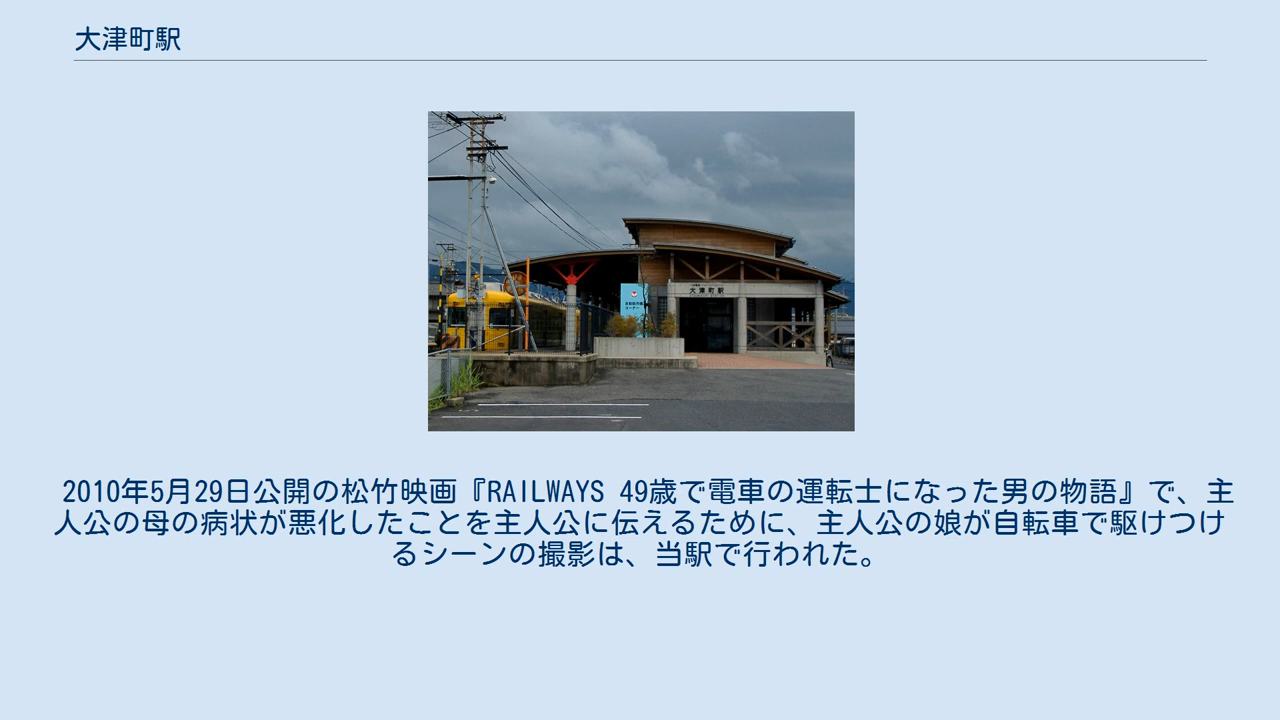 大津町駅
大津町駅
2010年5月29日公開の松竹映画『RAILWAYS 49歳で電車の運転士になった男の物語』で、主
人公の母の病状が悪化したことを主人公に伝えるために、主人公の娘が自転車で駆けつけ
るシーンの撮影は、当駅で行われた。